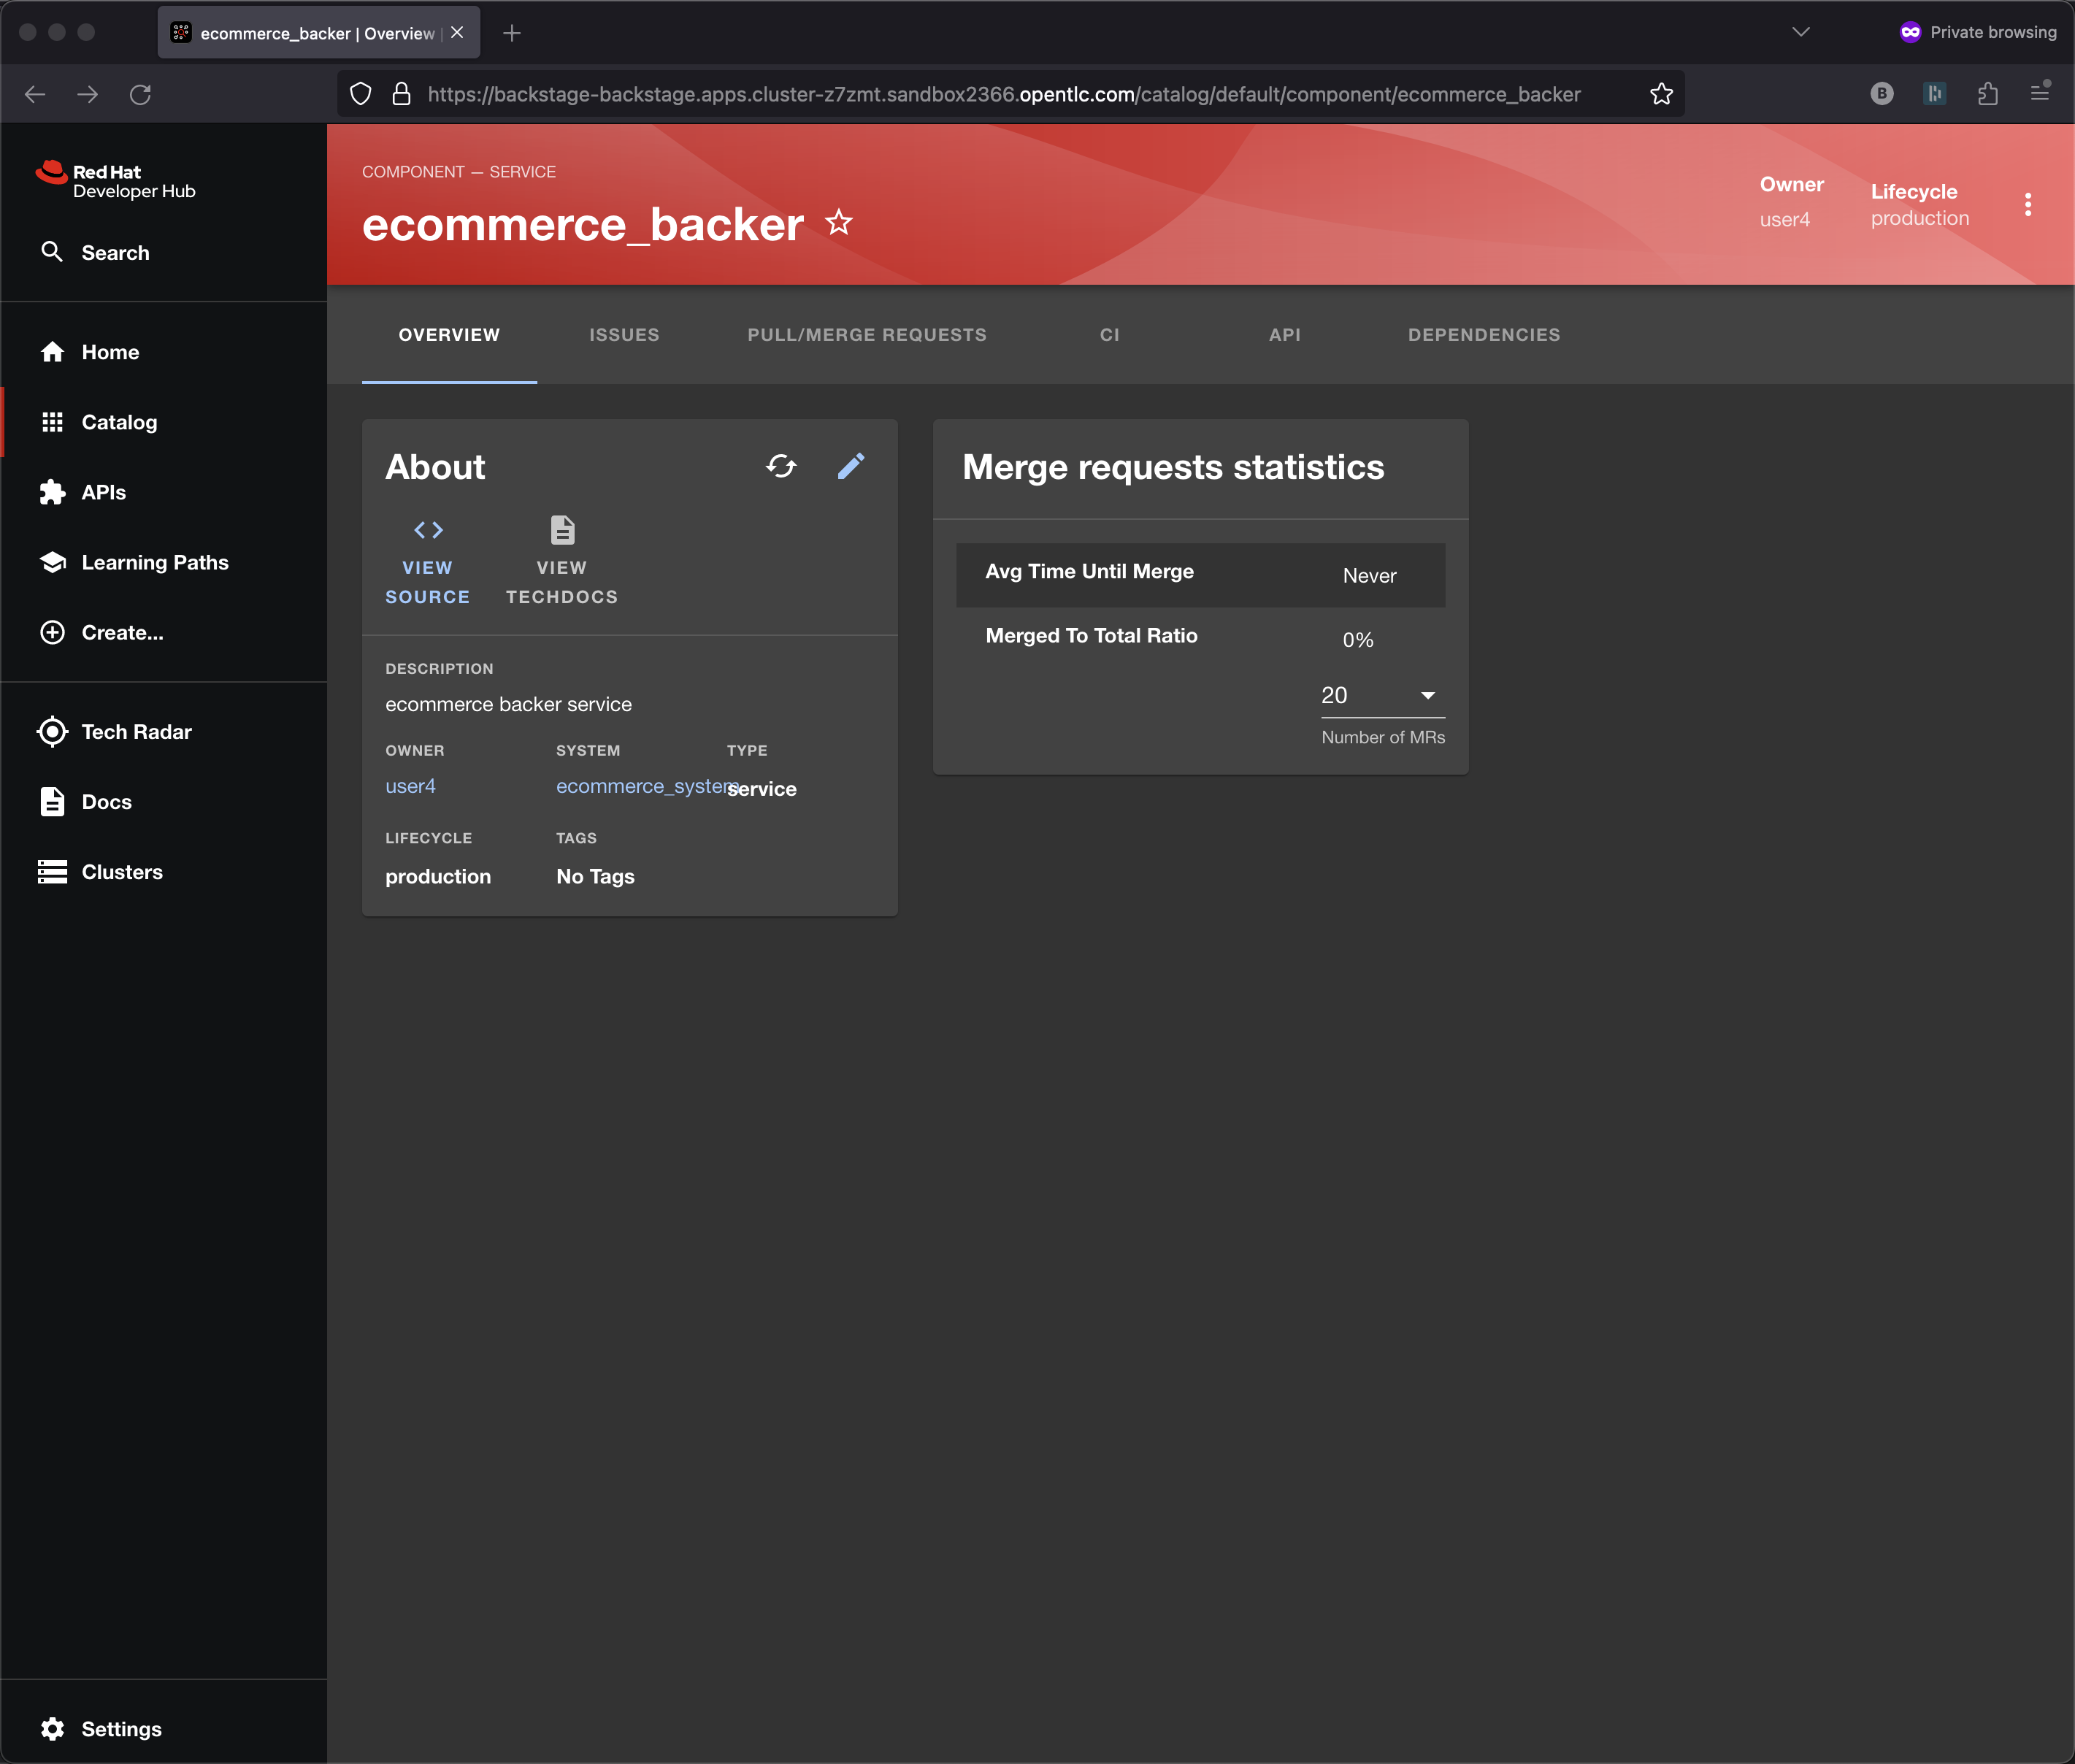 ecommerce_backer | Overview |
Private browsing
https://backstage-backstage.apps.cluster-z7zmt.sandbox2366.opentlc.com/catalog/default/component/ecommerce_backer
B
Red Hat
Developer Hub
Search
Home
Catalog
APIs
Learning Paths
Create...
Tech Radar
Docs
Clusters
Settings
COMPONENT — SERVICE
ecommerce_backer
Owner
user4
Lifecycle
production
OVERVIEW
ISSUES
PULL/MERGE REQUESTS
CI
API
DEPENDENCIES
About
VIEW
SOURCE
VIEW
TECHDOCS
DESCRIPTION
ecommerce backer service
OWNER
user4
SYSTEM
ecommerce_system
TYPE
service
LIFECYCLE
production
TAGS
No Tags
Merge requests statistics
Avg Time Until Merge
Never
Merged To Total Ratio
0%
20
Number of MRs